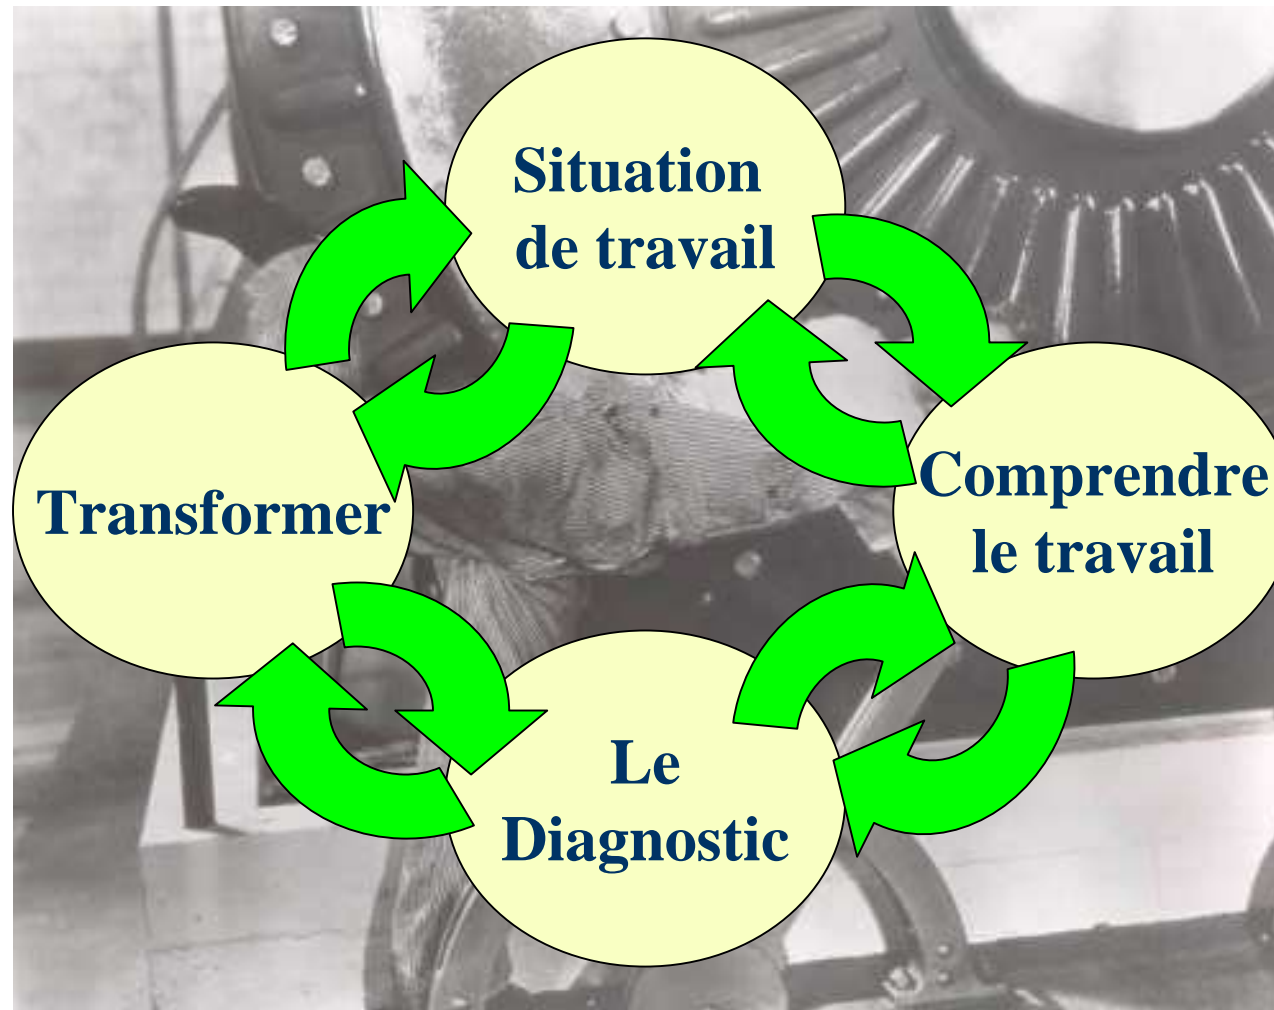 Situation
de travail
Comprendre
le travail
Transformer
Le
Diagnostic